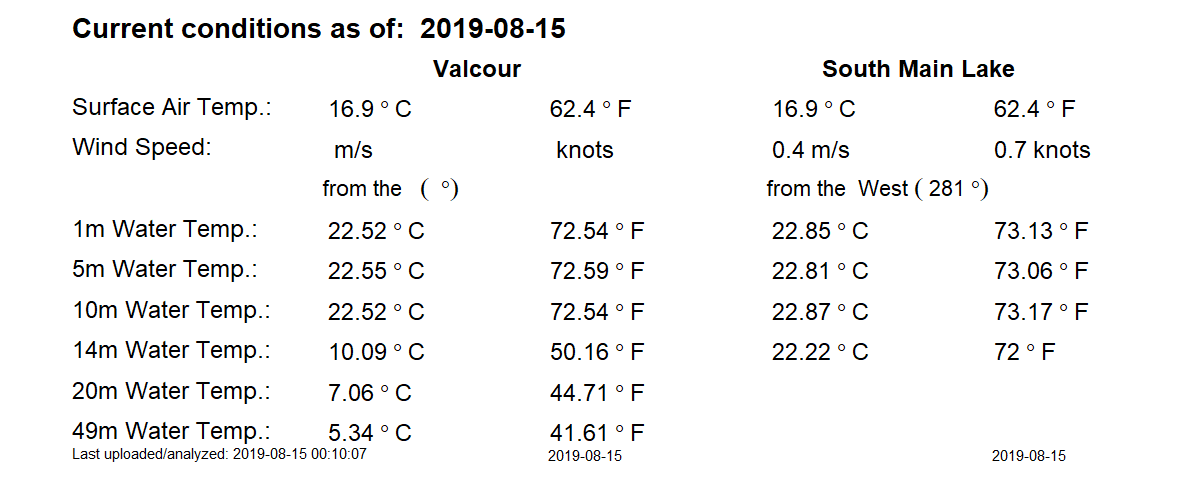 Current conditions as of: 2019-08-15
Valcour South Main Lake
Surface Air Temp.: 16.9 ° C 62.4 ° F 16.9 ° C 62.4 ° F
Wind Speed: m/s knots 0.4 m/s 0.7 knots
from the ( °) from the West ( 281 °)
1m Water Temp.: 22.52 ° C 72.54 ° F 22.85 ° C 73.13 ° F
5m Water Temp.: 22.55 ° C 72.59 ° F 22.81 ° C 73.06 ° F
10m Water Temp.: 22.52 ° C 72.54 ° F 22.87 ° C 73.17 ° F
14m Water Temp.: 10.09 ° C 50.16 ° F 22.22 ° C 72 ° F
20m Water Temp.: 7.06 ° C 44.71 ° F
49m Water Temp.: 5.34 ° C 41.61 ° F
Last uploaded/analyzed: 2019-08-15 00:10:07 2019-08-15 2019-08-15